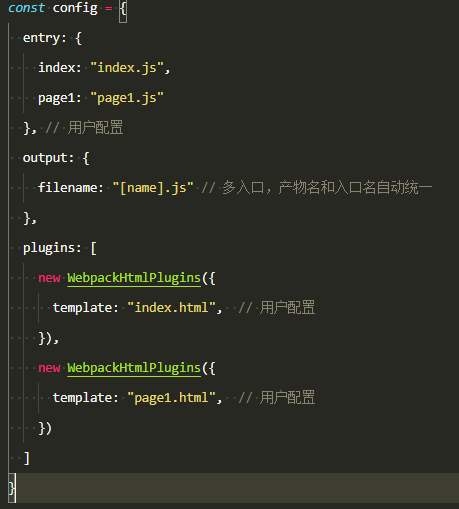 const config = {
entry: {
index: "index.js",
page1: "page1.js"
}, // 用户配置
output: {
filename: "[name].js" // 多入口，产物名和入口名自动统一
},
plugins: [
new WebpackHtmlPlugins({
template: "index.html", // 用户配置
}),
new WebpackHtmlPlugins({
template: "page1.html", // 用户配置
})
]
}